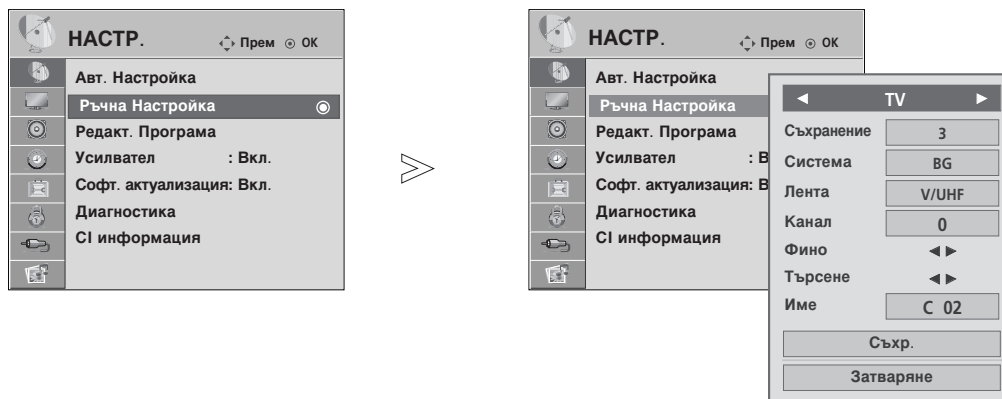 НАСТР. Прем ОК
Авт. Настройка
Ръчна Настройка
Редакт. Програма
Усилвател : Вкл.
Софт. актуализация: Вкл.
Диагностика
CI информация
НАСТР. Прем ОК
Авт. Настройка
Ръчна Настройка
Редакт. Програма
Усилвател : В
Софт. актуализация: В
Диагностика
CI информация
TV
Съхранение 3
Система BG
Лента V/UHF
Канал 0
Фино
Търсене
Име C 02
Съхр.
Затваряне